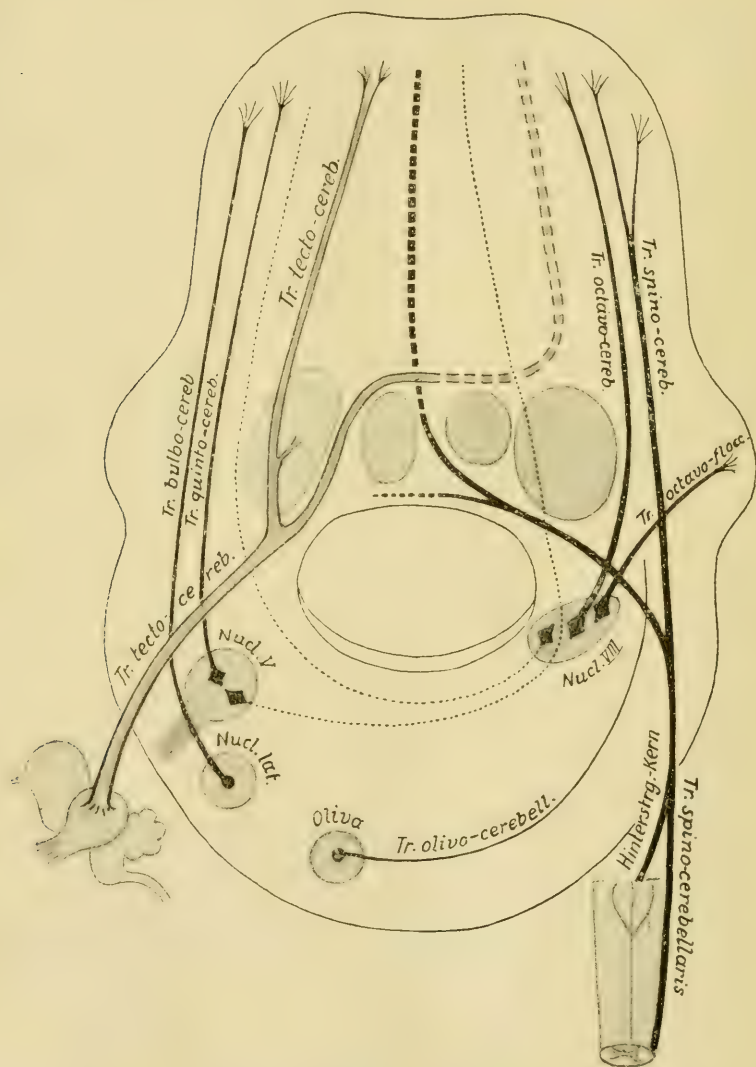 Tr. tecto-cereb.
Tr. bulbo-cereb
Tr. quinto-cereb.
Tr. octavo-cereb.
Tr. spino-cereb.
Tr. octavo-flocc.
Tr. tecto-cereb.
Nucl. V
Nucl. VIII
Nucl. lat.
Oliva
Tr. olivo-cerebell.
Hinterstrg.-Kern
Tr. spino-cerebellaris